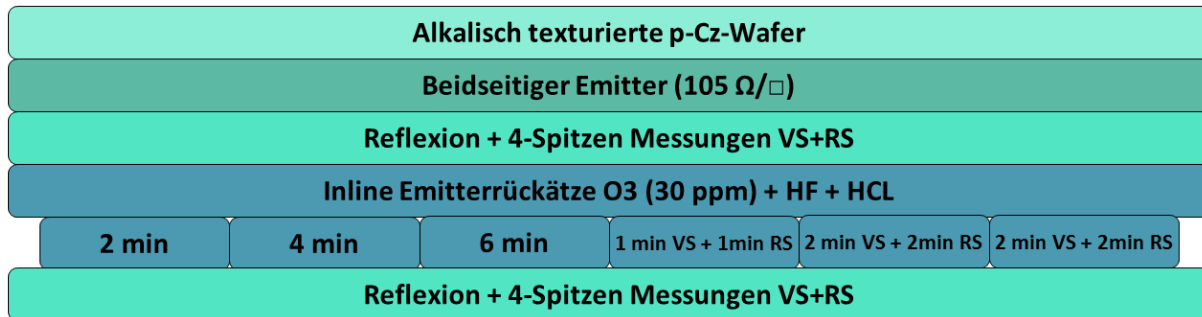 Alkalisch texturierte p-Cz-Wafer
Beidseitiger Emitter (105 Ω/□)
Reflexion + 4-Spitzen Messungen VS+RS
Inline Emitterrückätze O3 (30 ppm) + HF + HCL
2 min
4 min
6 min
1 min VS + 1min RS
2 min VS + 2min RS
2 min VS + 2min RS
Reflexion + 4-Spitzen Messungen VS+RS